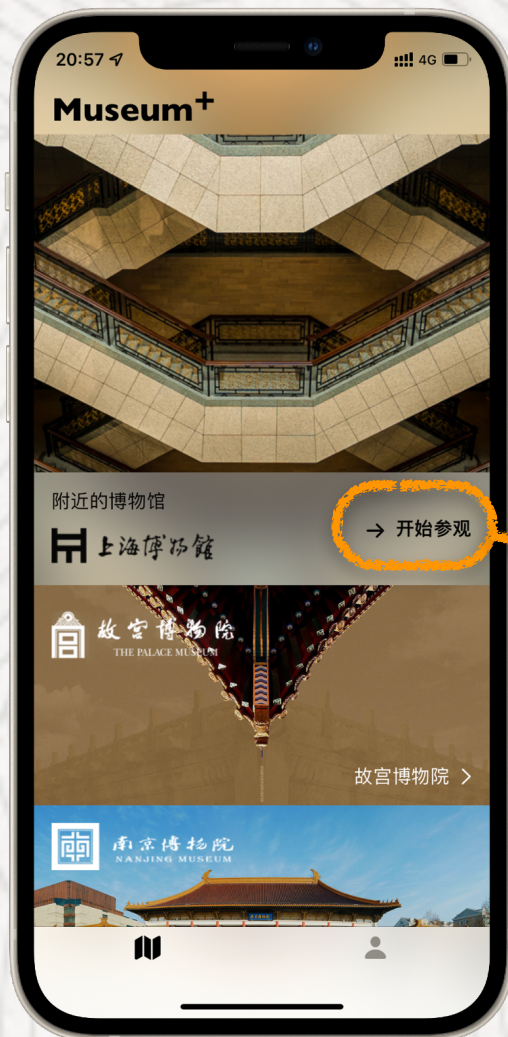 20:57
4G
Museum+
附近的博物馆
上海博物馆
→ 开始参观
故宫博物院
THE PALACE MUSEUM
故宫博物院 >
南京博物院
NANJING MUSEUM